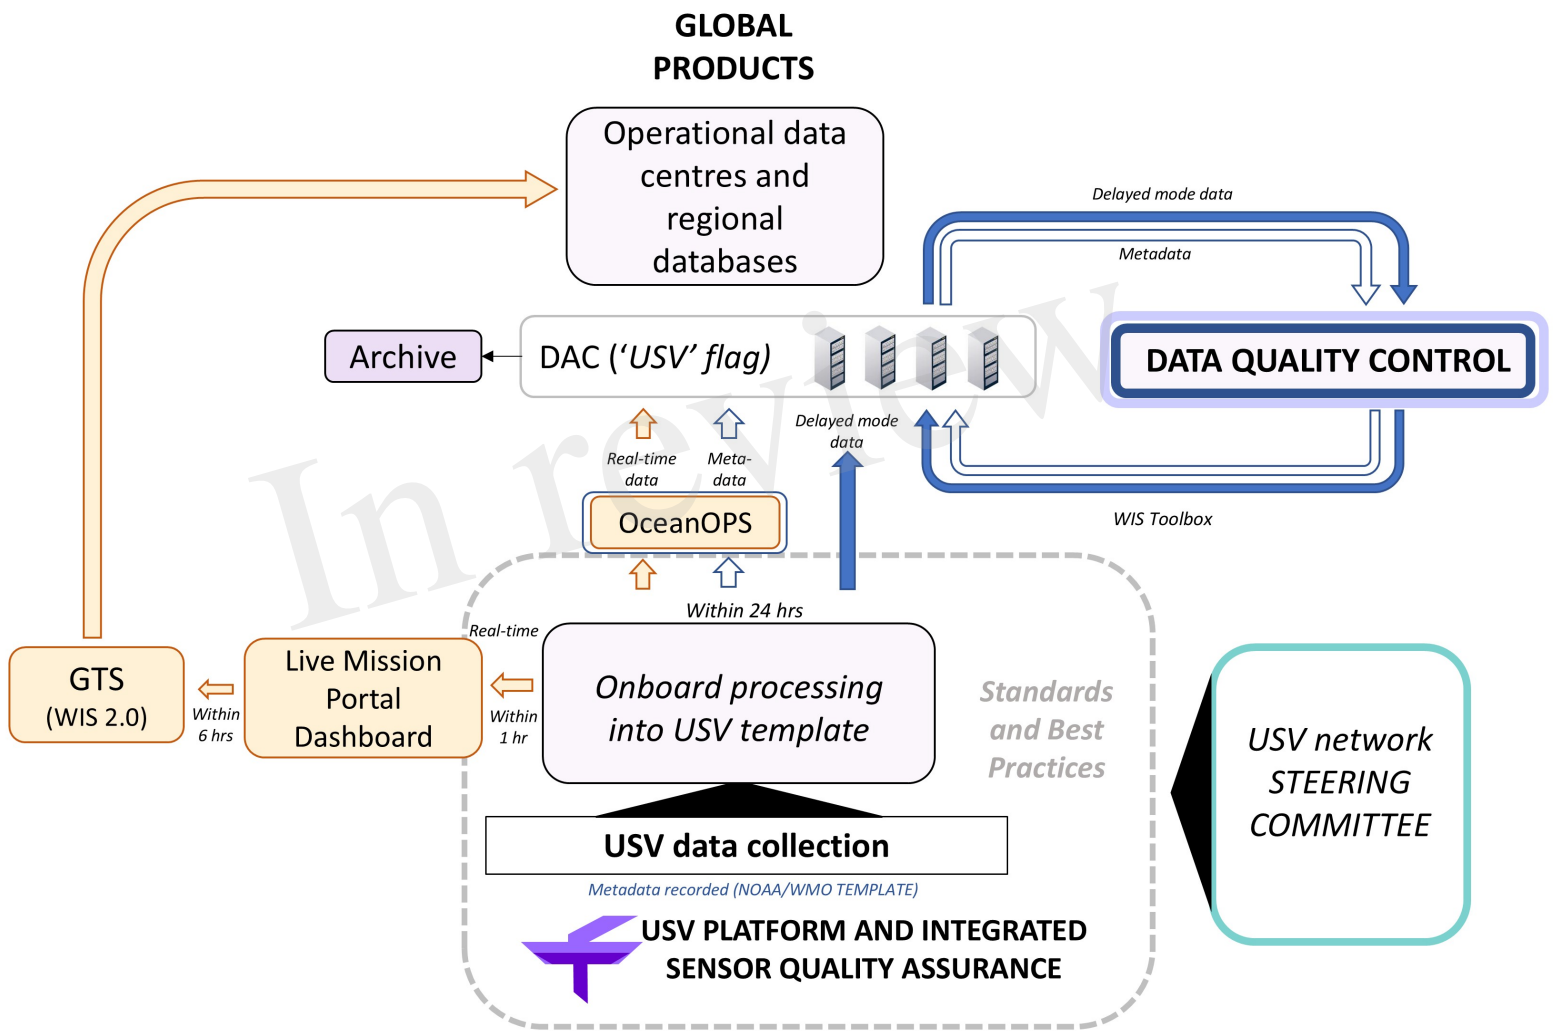 GLOBAL
PRODUCTS
Operational data
centres and
regional
databases
Delayed mode data
Metadata
Archive
DAC (‘USV’ flag)
DATA QUALITY CONTROL
Real-time
data
Meta-
data
Delayed mode
data
WIS Toolbox
OceanOPS
Within 24 hrs
Real-time
GTS
(WIS 2.0)
Within
6 hrs
Live Mission
Portal
Dashboard
Within
1 hr
Onboard processing
into USV template
Standards
and Best
Practices
USV network
STEERING
COMMITTEE
USV data collection
Metadata recorded (NOAA/WMO TEMPLATE)
USV PLATFORM AND INTEGRATED
SENSOR QUALITY ASSURANCE
In review